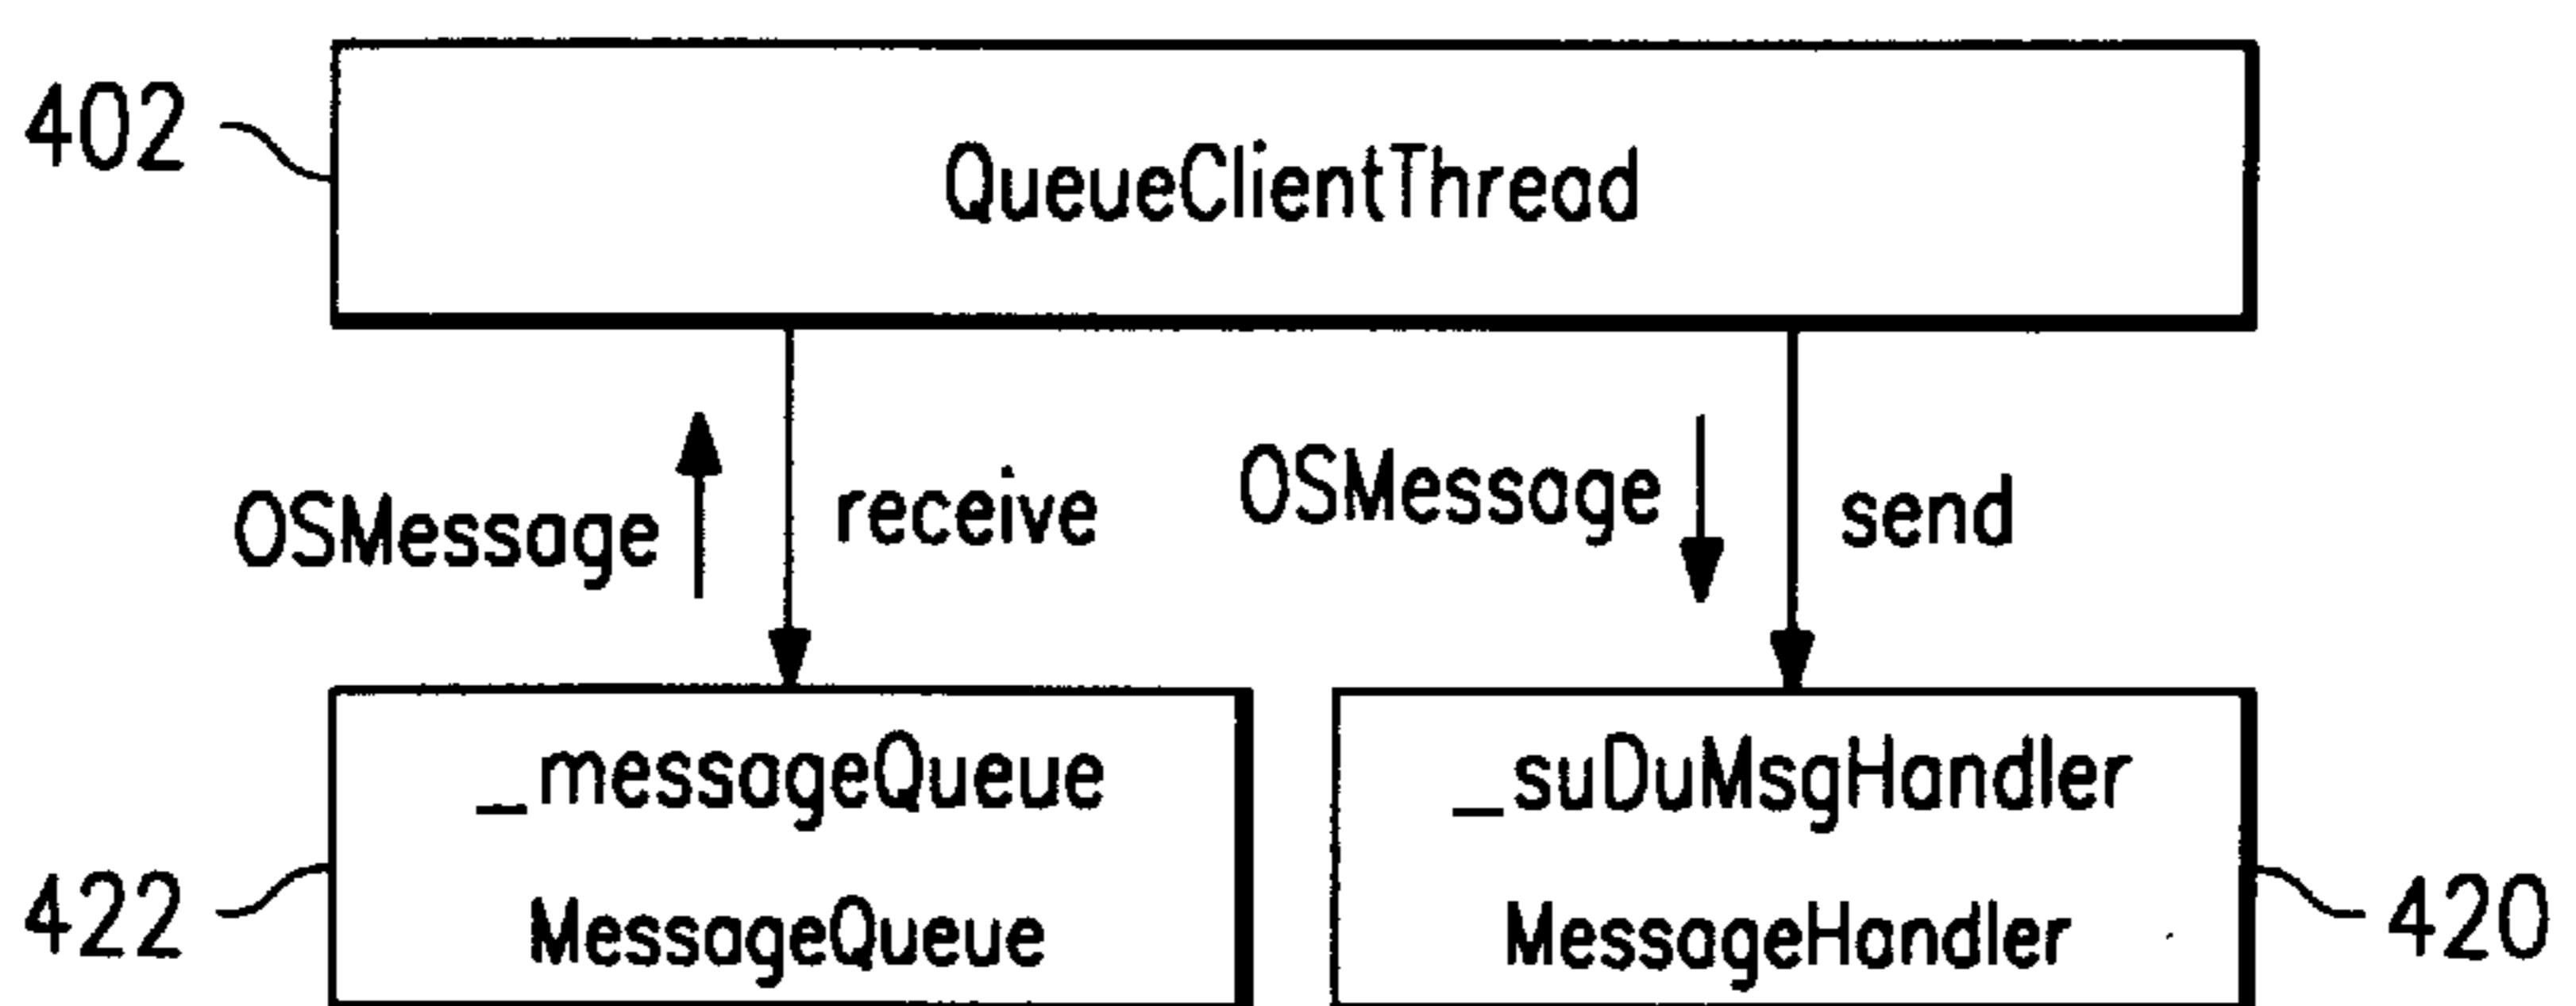 402
QueueClientThread
OSMessage
receive
OSMessage
send
_messageQueue
MessageQueue
422
_suDuMsgHandler
MessageHandler
420